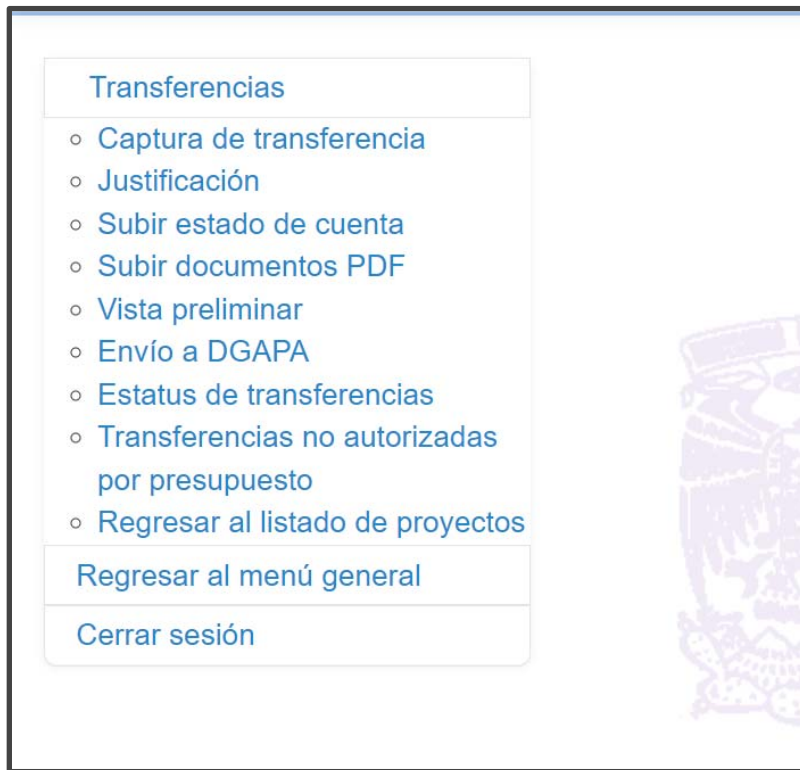 Transferencias
Captura de transferencia
Justificación
Subir estado de cuenta
Subir documentos PDF
Vista preliminar
Envío a DGAPA
Estatus de transferencias
Transferencias no autorizadas
por presupuesto
Regresar al listado de proyectos
Regresar al menú general
Cerrar sesión